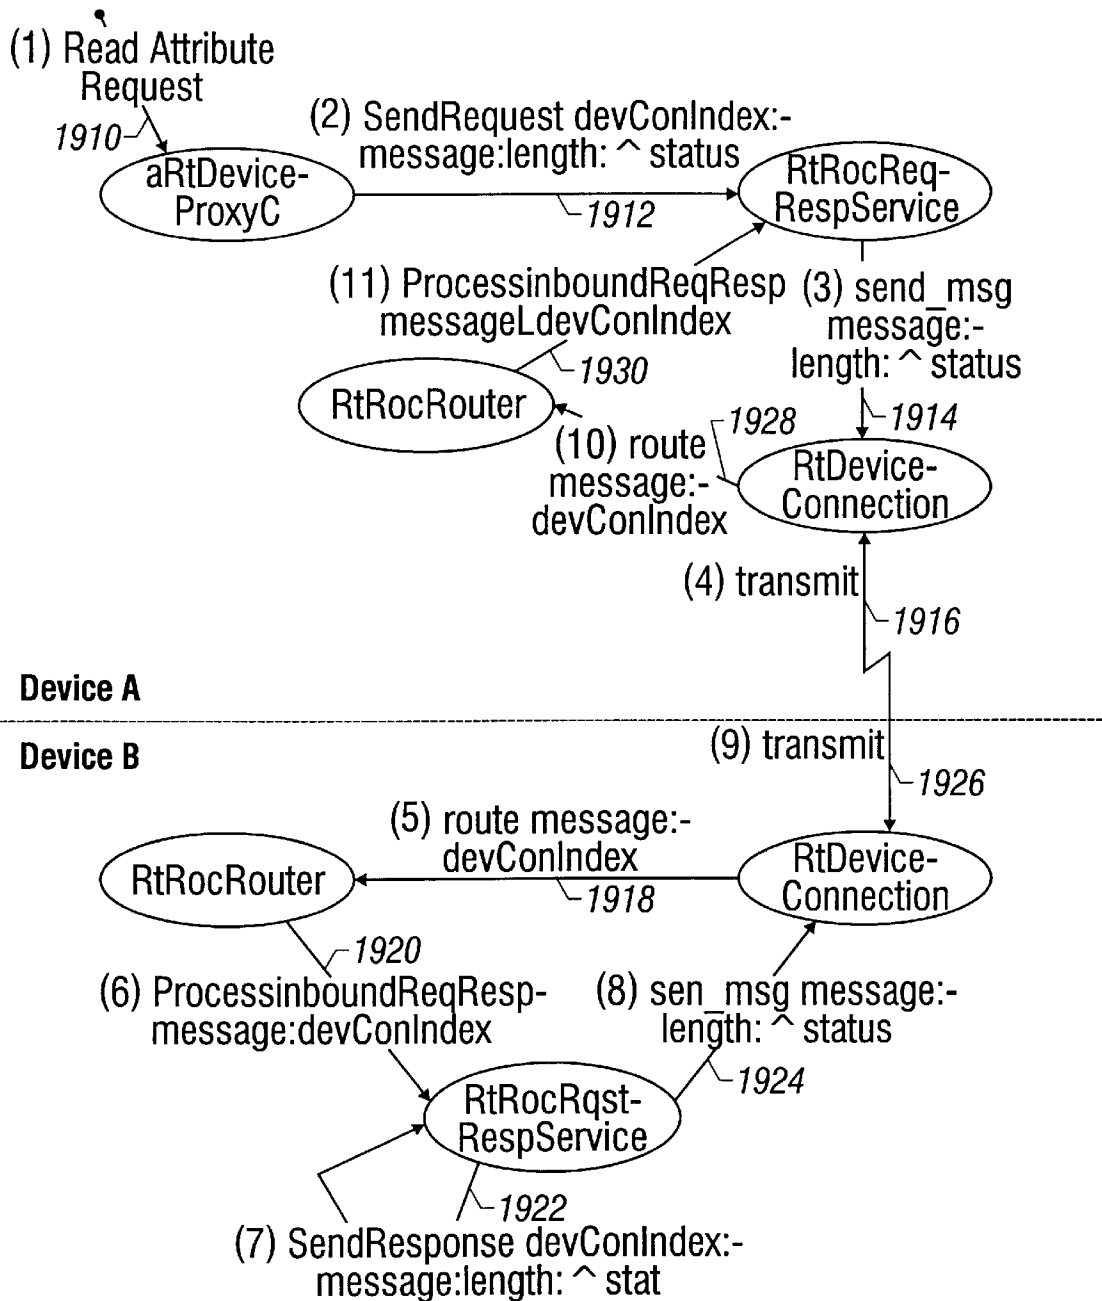 (1) Read Attribute
Request
1910
(2) SendRequest devConIndex:-
message:length: ^ status
aRtDevice-
ProxyC
1912
RtRocReq-
RespService
(11) ProcessinboundReqResp
messageLdevConIndex
1930
(3) send_msg
message:-
length: ^ status
1914
RtRocRouter
(10) route
message:-
devConIndex
1928
RtDevice-
Connection
(4) transmit
1916
Device A
Device B
(9) transmit
1926
(5) route message:-
devConIndex
1918
RtRocRouter
RtDevice-
Connection
1920
(6) ProcessinboundReqResp-
message:devConIndex
(8) sen_msg message:-
length: ^ status
1924
RtRocRqst-
RespService
1922
(7) SendResponse devConIndex:-
message:length: ^ stat